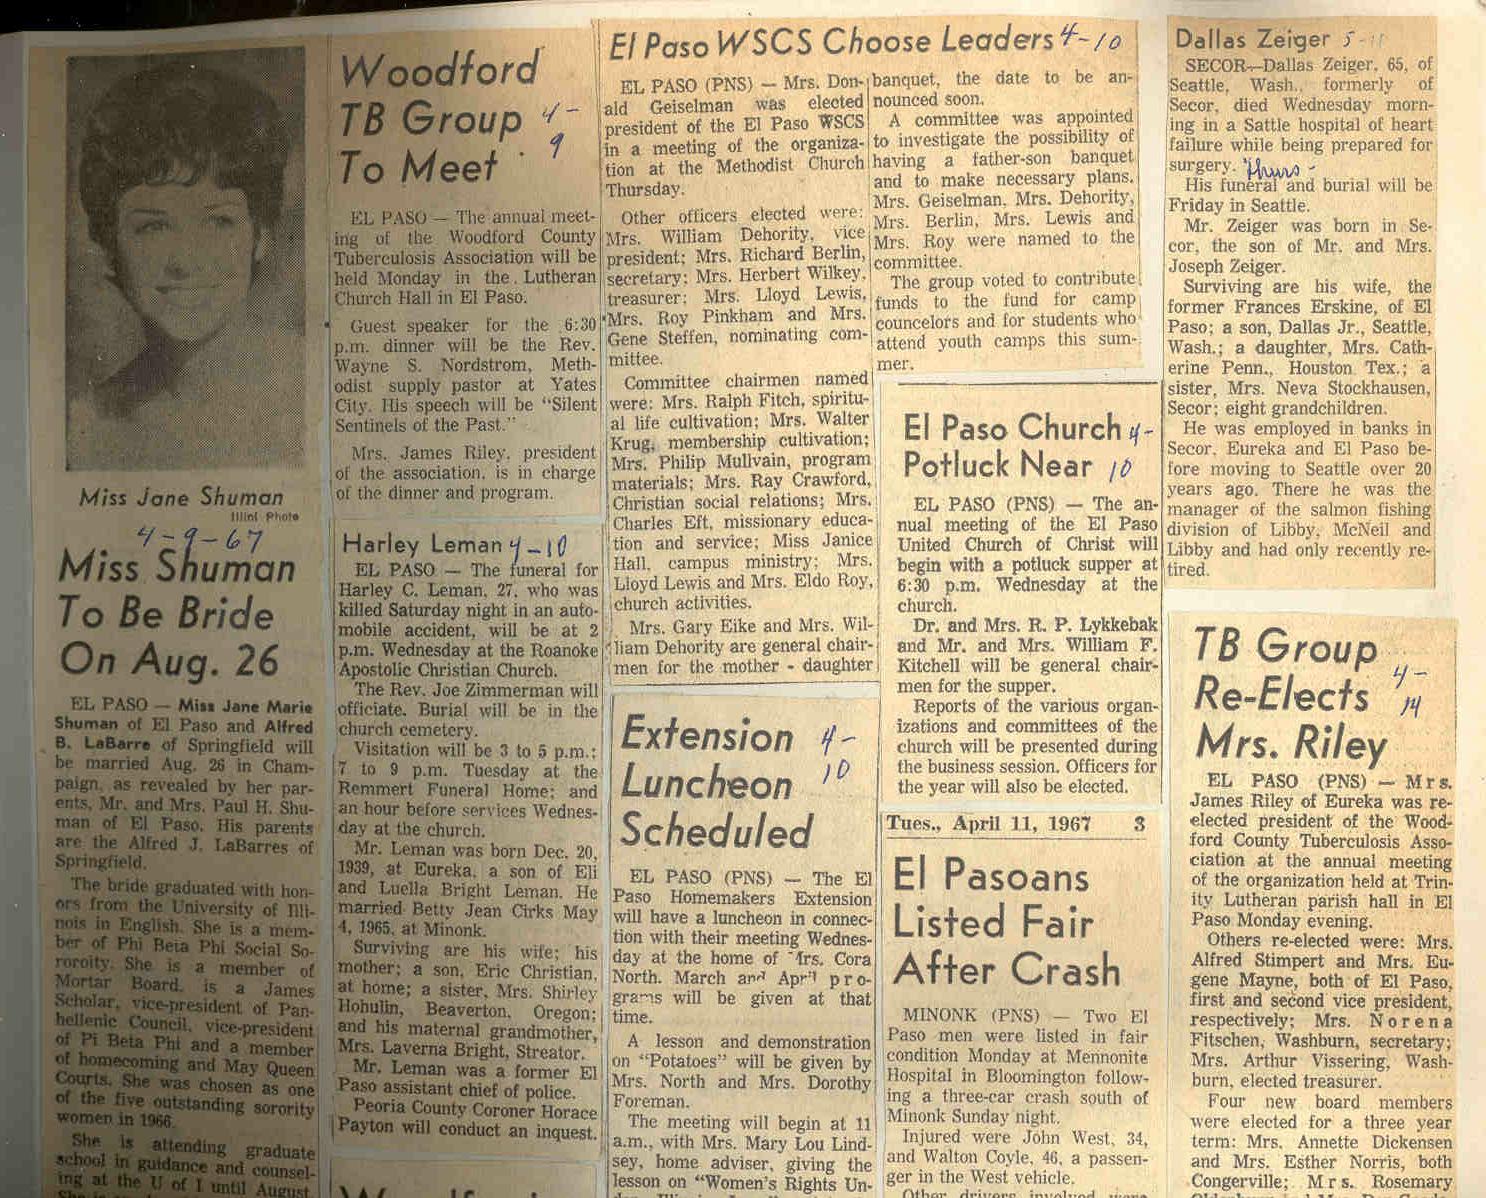 Miss Jane Shuman
Illini Photo
4-9-67
Miss Shuman
To Be Bride
On Aug. 26
EL PASO — Miss Jane Marie
Shuman of El Paso and Alfred
B. LaBarre of Springfield will
be married Aug. 26 in Cham-
paign, as revealed by her par-
ents, Mr. and Mrs. Paul H. Shu-
man of El Paso. His parents
are the Alfred J. LaBarres of
Springfield.
The bride graduated with hon-
ors from the University of Illi-
nois in English. She is a mem-
ber of Phi Beta Phi Social So-
roroity. She is a member of
Mortar Board, is a James
Scholar, vice-president of Pan-
hellenic Council, vice-president
of Pi Beta Phi and a member
of homecoming and May Queen
Courts. She was chosen as one
of the five outstanding sorority
women in 1966.
She is attending graduate
school in guidance and counsel-
ing at the U of I until August.
Woodford
TB Group
To Meet
4-
9
EL PASO — The annual meet-
ing of the Woodford County
Tuberculosis Association will be
held Monday in the Lutheran
Church Hall in El Paso.
Guest speaker for the 6:30
p.m. dinner will be the Rev.
Wayne S. Nordstrom, Meth-
odist supply pastor at Yates
City. His speech will be "Silent
Sentinels of the Past."
Mrs. James Riley, president
of the association, is in charge
of the dinner and program.
Harley Leman 4-10
EL PASO — The funeral for
Harley C. Leman, 27, who was
killed Saturday night in an auto-
mobile accident, will be at 2
p.m. Wednesday at the Roanoke
Apostolic Christian Church.
The Rev. Joe Zimmerman will
officiate. Burial will be in the
church cemetery.
Visitation will be 3 to 5 p.m.;
7 to 9 p.m. Tuesday at the
Remmert Funeral Home; and
an hour before services Wednes-
day at the church.
Mr. Leman was born Dec. 20,
1939, at Eureka, a son of Eli
and Luella Bright Leman. He
married Betty Jean Cirks May
4, 1965, at Minonk.
Surviving are his wife; his
mother; a son, Eric Christian,
at home; a sister, Mrs. Shirley
Hohulin, Beaverton, Oregon;
and his maternal grandmother,
Mrs. Laverna Bright, Streator.
Mr. Leman was a former El
Paso assistant chief of police.
Peoria County Coroner Horace
Payton will conduct an inquest.
El Paso WSCS Choose Leaders 4-10
EL PASO (PNS) — Mrs. Don-
ald Geiselman was elected
president of the El Paso WSCS
in a meeting of the organiza-
tion at the Methodist Church
Thursday.
Other officers elected were:
Mrs. William Dehority, vice
president; Mrs. Richard Berlin,
secretary; Mrs. Herbert Wilkey,
treasurer; Mrs. Lloyd Lewis,
Mrs. Roy Pinkham and Mrs.
Gene Steffen, nominating com-
mittee.
Committee chairmen named
were: Mrs. Ralph Fitch, spiritu-
al life cultivation; Mrs. Walter
Krug, membership cultivation;
Mrs. Philip Mullvain, program
materials; Mrs. Ray Crawford,
Christian social relations; Mrs.
Charles Eft, missionary educa-
tion and service; Miss Janice
Hall, campus ministry; Mrs.
Lloyd Lewis and Mrs. Eldo Roy,
church activities.
Mrs. Gary Eike and Mrs. Wil-
liam Dehority are general chair-
men for the mother - daughter
banquet, the date to be an-
nounced soon.
A committee was appointed
to investigate the possibility of
having a father-son banquet
and to make necessary plans.
Mrs. Geiselman, Mrs. Dehority,
Mrs. Berlin, Mrs. Lewis and
Mrs. Roy were named to the
committee.
The group voted to contribute
funds to the fund for camp
councelors and for students who
attend youth camps this sum-
mer.
Extension
Luncheon
Scheduled
4-
10
EL PASO (PNS) — The El
Paso Homemakers Extension
will have a luncheon in connec-
tion with their meeting Wednes-
day at the home of Mrs. Cora
North. March and April pro-
grams will be given at that
time.
A lesson and demonstration
on "Potatoes" will be given by
Mrs. North and Mrs. Dorothy
Foreman.
The meeting will begin at 11
a.m., with Mrs. Mary Lou Lind-
sey, home adviser, giving the
lesson on "Women's Rights Un-
El Paso Church 4-
Potluck Near 10
EL PASO (PNS) — The an-
nual meeting of the El Paso
United Church of Christ will
begin with a potluck supper at
6:30 p.m. Wednesday at the
church.
Dr. and Mrs. R. P. Lykkebak
and Mr. and Mrs. William F.
Kitchell will be general chair-
men for the supper.
Reports of the various organ-
izations and committees of the
church will be presented during
the business session. Officers for
the year will also be elected.
Tues., April 11, 1967 3
El Pasoans
Listed Fair
After Crash
MINONK (PNS) — Two El
Paso men were listed in fair
condition Monday at Mennonite
Hospital in Bloomington follow-
ing a three-car crash south of
Minonk Sunday night.
Injured were John West, 34,
and Walton Coyle, 46, a passen-
ger in the West vehicle.
Other drivers involved were
Dallas Zeiger 5-11
SECOR—Dallas Zeiger, 65, of
Seattle, Wash., formerly of
Secor, died Wednesday morn-
ing in a Sattle hospital of heart
failure while being prepared for
surgery. Thurs-
His funeral and burial will be
Friday in Seattle.
Mr. Zeiger was born in Se-
cor, the son of Mr. and Mrs.
Joseph Zeiger.
Surviving are his wife, the
former Frances Erskine, of El
Paso; a son, Dallas Jr., Seattle,
Wash.; a daughter, Mrs. Cath-
erine Penn., Houston Tex.; a
sister, Mrs. Neva Stockhausen,
Secor; eight grandchildren.
He was employed in banks in
Secor, Eureka and El Paso be-
fore moving to Seattle over 20
years ago. There he was the
manager of the salmon fishing
division of Libby, McNeil and
Libby and had only recently re-
tired.
TB Group
Re-Elects
Mrs. Riley
4-
14
EL PASO (PNS) — Mrs.
James Riley of Eureka was re-
elected president of the Wood-
ford County Tuberculosis Asso-
ciation at the annual meeting
of the organization held at Trin-
ity Lutheran parish hall in El
Paso Monday evening.
Others re-elected were: Mrs.
Alfred Stimpert and Mrs. Eu-
gene Mayne, both of El Paso,
first and second vice president,
respectively; Mrs. Norena
Fitschen, Washburn, secretary;
Mrs. Arthur Vissering, Wash-
burn, elected treasurer.
Four new board members
were elected for a three year
term: Mrs. Annette Dickensen
and Mrs. Esther Norris, both
Congerville; Mrs. Rosemary